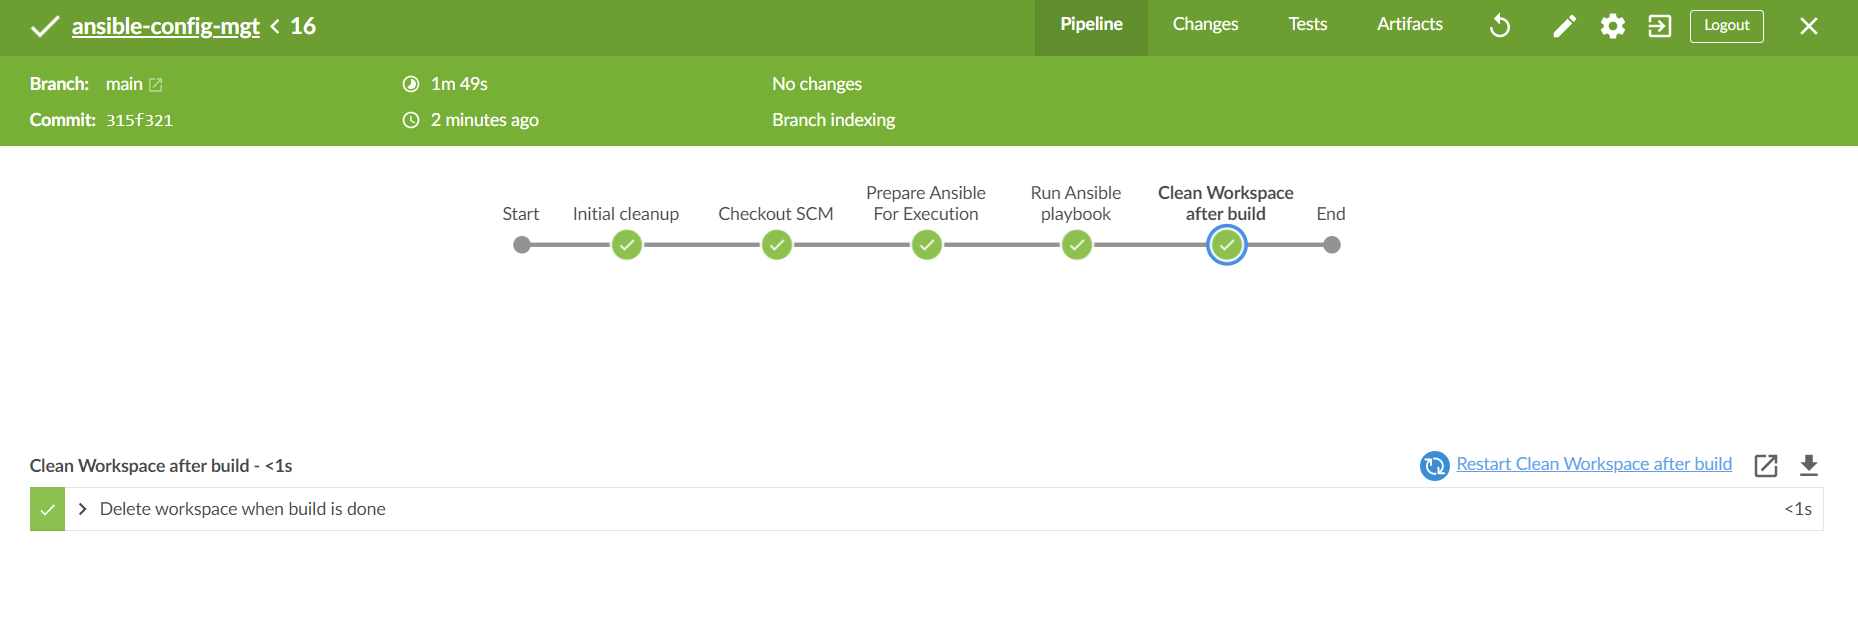 ansible-config-mgt < 16
Pipeline Changes Tests Artifacts Logout
Branch: main 1m 49s No changes
Commit: 315f321 2 minutes ago Branch indexing
Start
Initial cleanup
Checkout SCM
Prepare Ansible
For Execution
Run Ansible
playbook
Clean Workspace
after build
End
Clean Workspace after build - <1s
Restart Clean Workspace after build
Delete workspace when build is done <1s